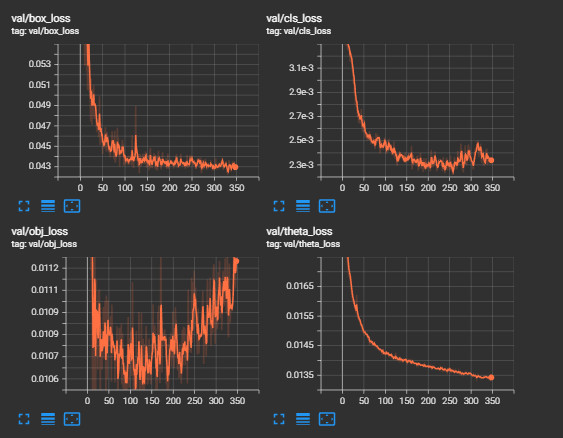 val/box_loss
tag: val/box_loss
0.053
0.051
0.049
0.047
0.045
0.043
0 50 100 150 200 250 300 350
val/cls_loss
tag: val/cls_loss
3.1e-3
2.9e-3
2.7e-3
2.5e-3
2.3e-3
0 50 100 150 200 250 300 350
val/obj_loss
tag: val/obj_loss
0.0112
0.0112
0.0109
0.0109
0.0107
0.0106
0 50 100 150 200 250 300 350
val/theta_loss
tag: val/theta_loss
0.0165
0.0155
0.0145
0.0135
0 50 100 150 200 250 300 350